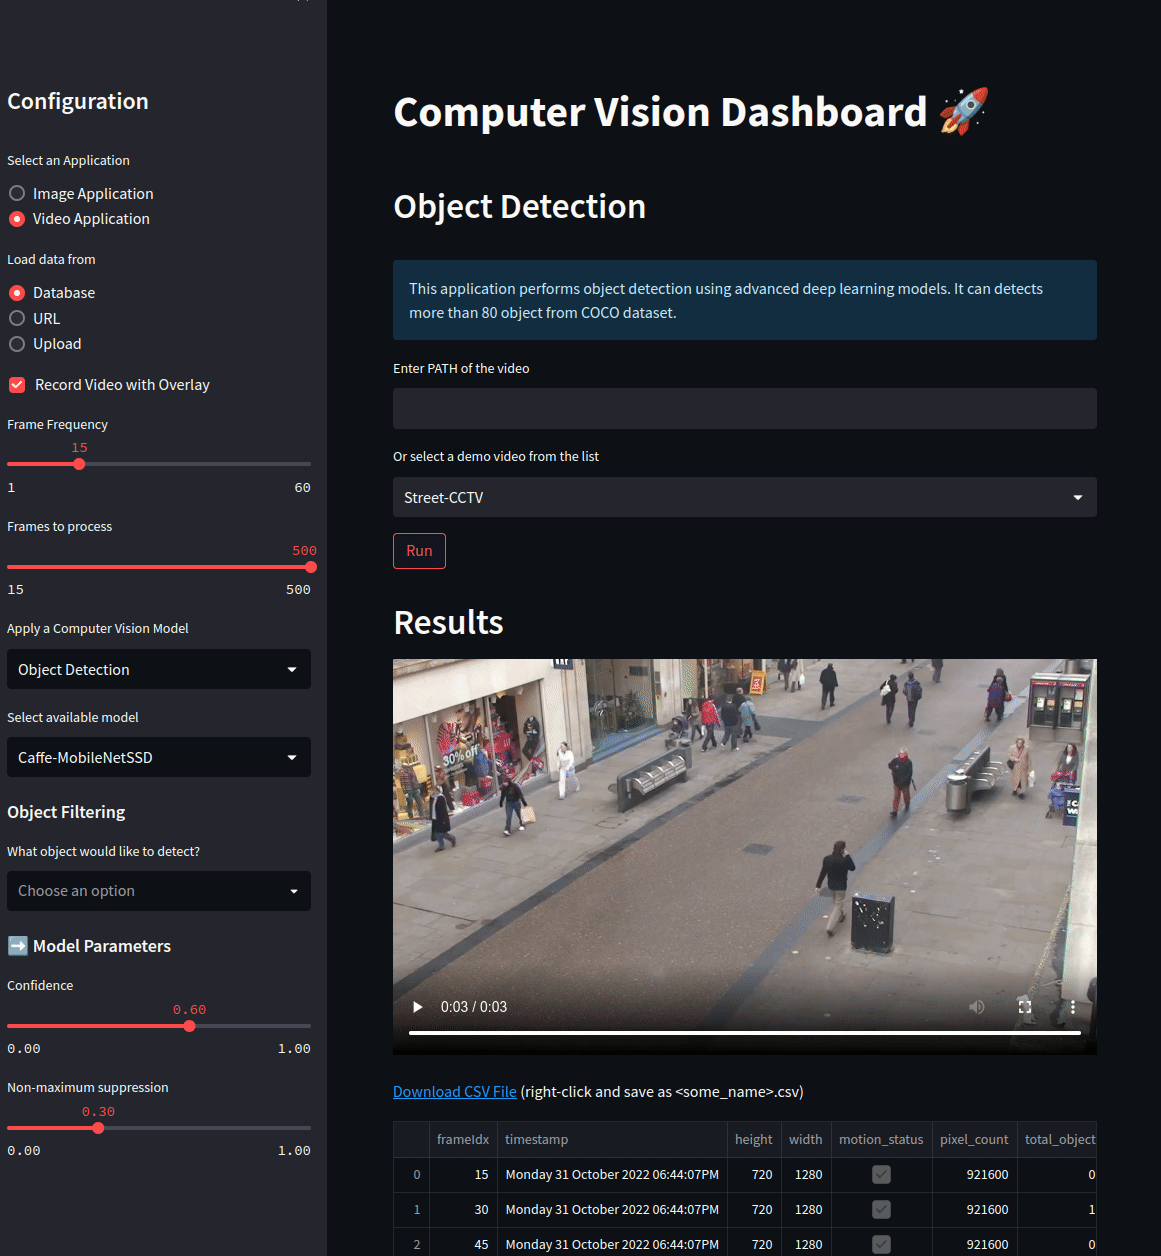 Configuration
Select an Application
Image Application
Video Application
Load data from
Database
URL
Upload
Record Video with Overlay
Frame Frequency
15
1 60
Frames to process
500
15 500
Apply a Computer Vision Model
Object Detection
Select available model
Caffe-MobileNetSSD
Object Filtering
What object would like to detect?
Choose an option
Model Parameters
Confidence
0.60
0.00 1.00
Non-maximum suppression
0.30
0.00 1.00
Computer Vision Dashboard
Object Detection
This application performs object detection using advanced deep learning models. It can detects
more than 80 object from COCO dataset.
Enter PATH of the video
Or select a demo video from the list
Street-CCTV
Run
Results
30% off
0:03 / 0:03
Download CSV File (right-click and save as <some_name>.csv)
frameIdx timestamp height width motion_status pixel_count total_object
0 15 Monday 31 October 2022 06:44:07PM 720 1280 921600 0
1 30 Monday 31 October 2022 06:44:07PM 720 1280 921600 1
2 45 Monday 31 October 2022 06:44:07PM 720 1280 921600 0